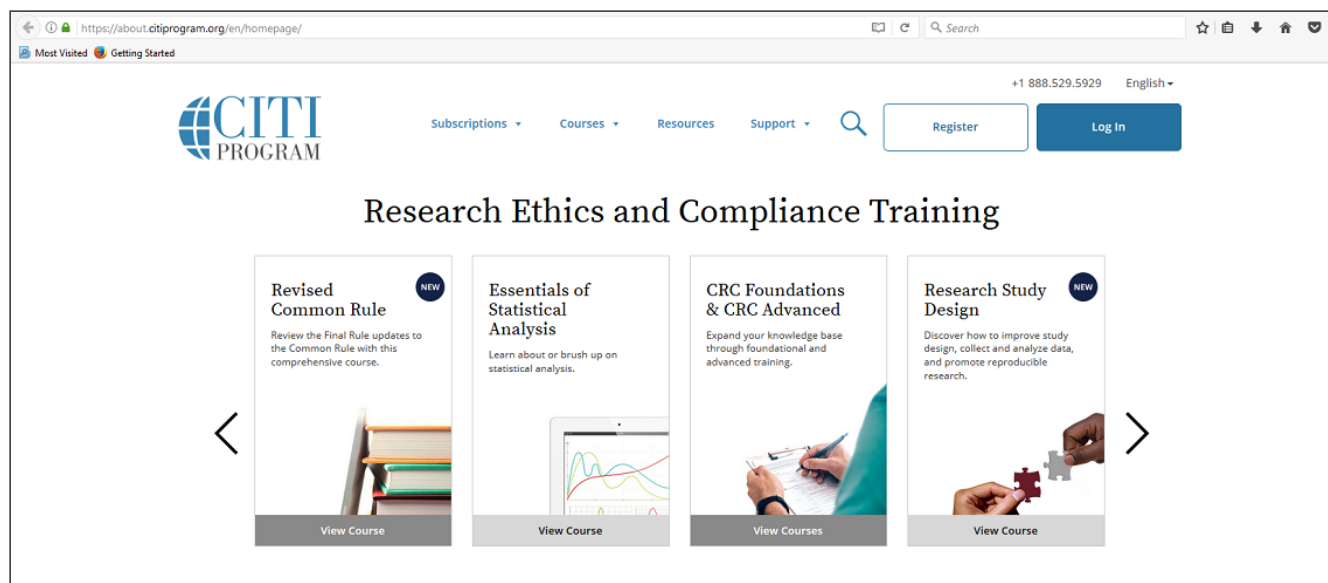 https://about.citiprogram.org/en/homepage/
Search
Most Visited
Getting Started
+1 888.529.5929
English
CITI
PROGRAM
Subscriptions
Courses
Resources
Support
Register
Log In
Research Ethics and Compliance Training
Revised
Common Rule
NEW
Review the Final Rule updates to
the Common Rule with this
comprehensive course.
View Course
Essentials of
Statistical
Analysis
Learn about or brush up on
statistical analysis.
View Course
CRC Foundations
& CRC Advanced
Expand your knowledge base
through foundational and
advanced training.
View Courses
Research Study
Design
NEW
Discover how to improve study
design, collect and analyze data,
and promote reproducible
research.
View Course